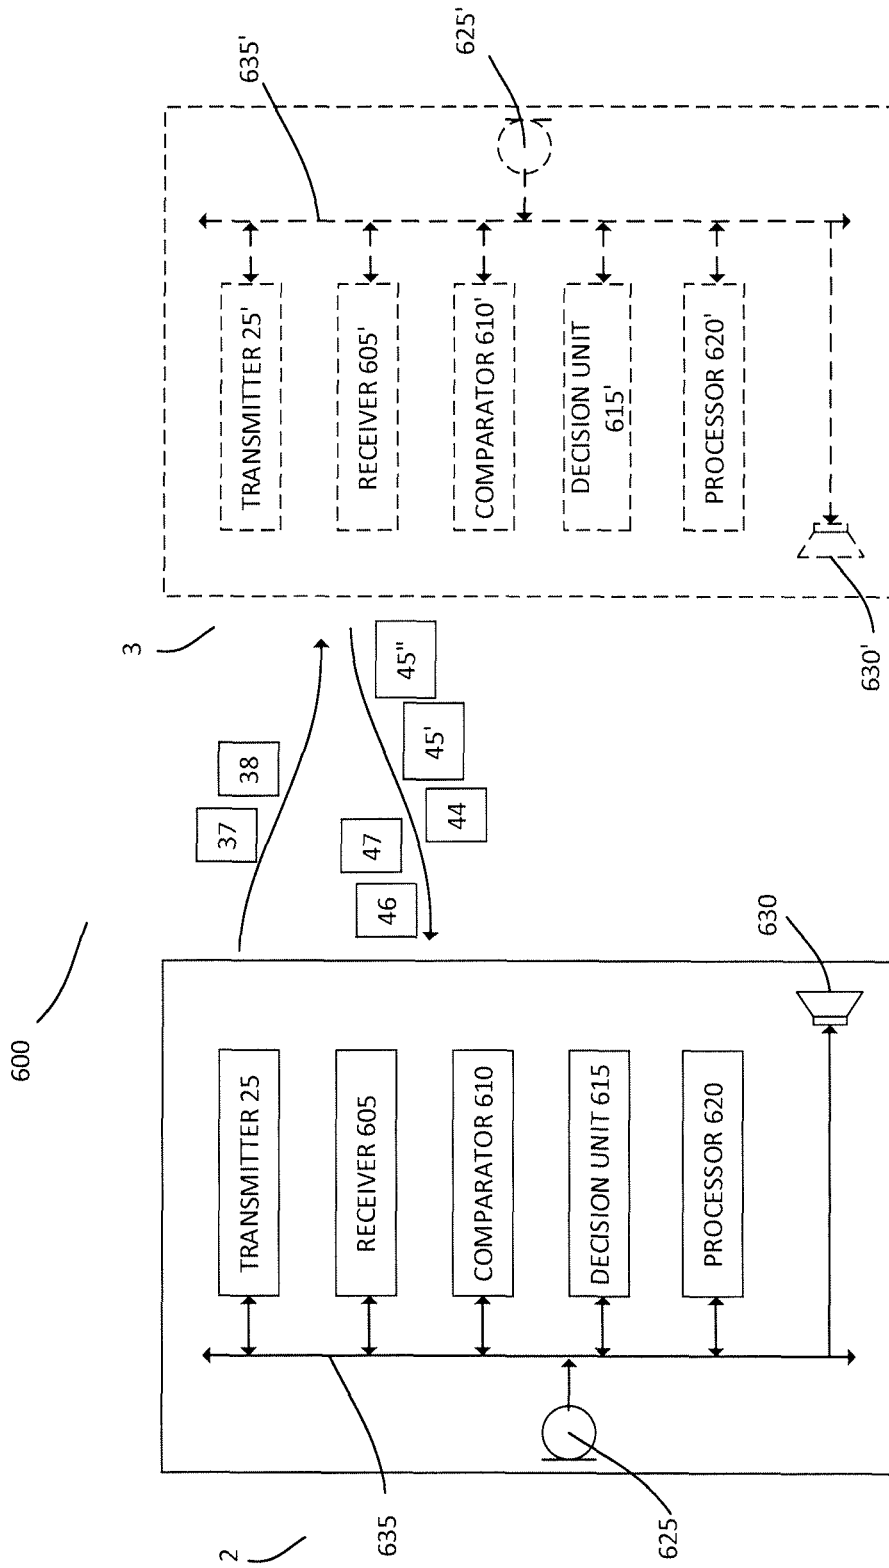 600
2
635
TRANSMITTER 25
RECEIVER 605
COMPARATOR 610
DECISION UNIT 615
PROCESSOR 620
625
630
37
38
46
47
44
45'
45"
3
635'
TRANSMITTER 25'
RECEIVER 605'
COMPARATOR 610'
DECISION UNIT
615'
PROCESSOR 620'
625'
630'